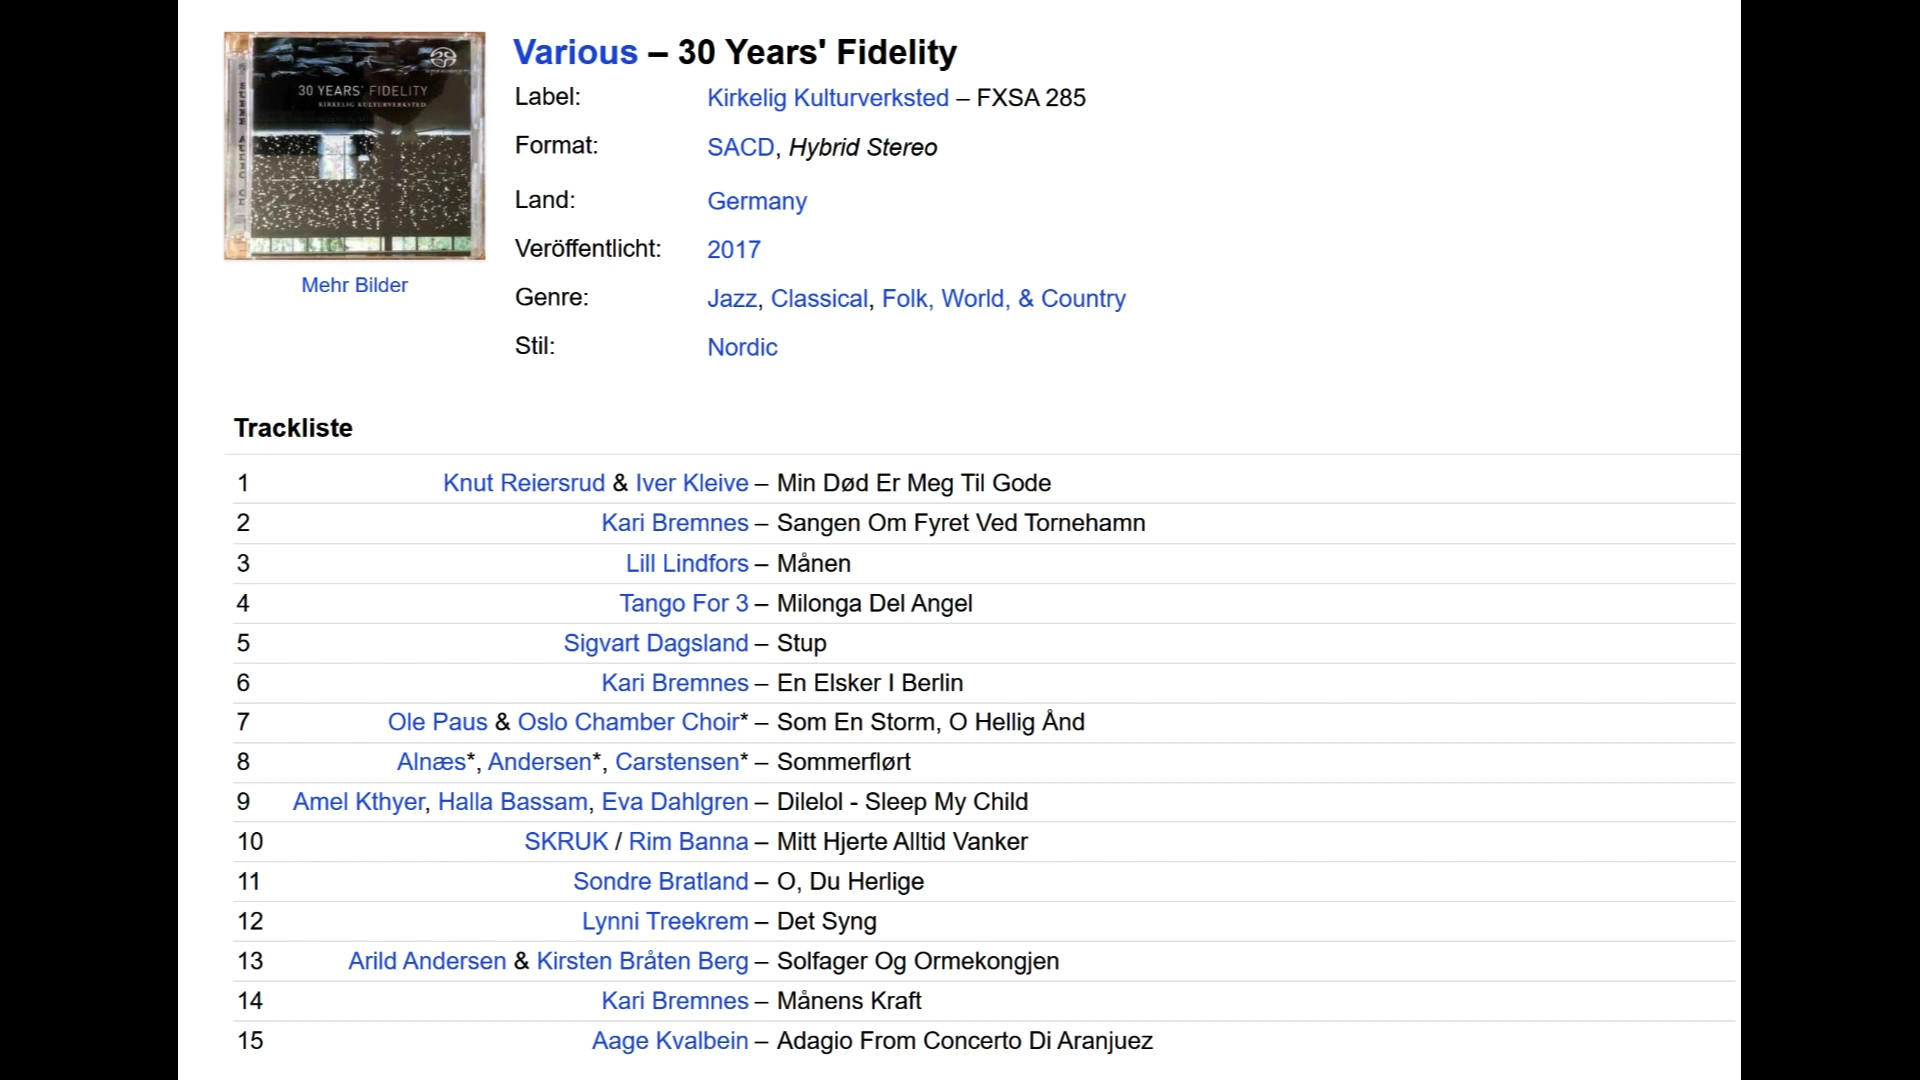 30 YEARS' FIDELITY
KIRKELIG KULTURVERKSTED
Mehr Bilder
Various – 30 Years' Fidelity
Label: Kirkelig Kulturverksted – FXSA 285
Format: SACD, Hybrid Stereo
Land: Germany
Veröffentlicht: 2017
Genre: Jazz, Classical, Folk, World, & Country
Stil: Nordic
Trackliste
1 Knut Reiersrud & Iver Kleive – Min Død Er Meg Til Gode
2 Kari Bremnes – Sangen Om Fyret Ved Tornehamn
3 Lill Lindfors – Månen
4 Tango For 3 – Milonga Del Angel
5 Sigvart Dagsland – Stup
6 Kari Bremnes – En Elsker I Berlin
7 Ole Paus & Oslo Chamber Choir* – Som En Storm, O Hellig Ånd
8 Alnæs*, Andersen*, Carstensen* – Sommerflørt
9 Amel Kthyer, Halla Bassam, Eva Dahlgren – Dilelol - Sleep My Child
10 SKRUK / Rim Banna – Mitt Hjerte Alltid Vanker
11 Sondre Bratland – O, Du Herlige
12 Lynni Treekrem – Det Syng
13 Arild Andersen & Kirsten Bråten Berg – Solfager Og Ormekongjen
14 Kari Bremnes – Månens Kraft
15 Aage Kvalbein – Adagio From Concerto Di Aranjuez